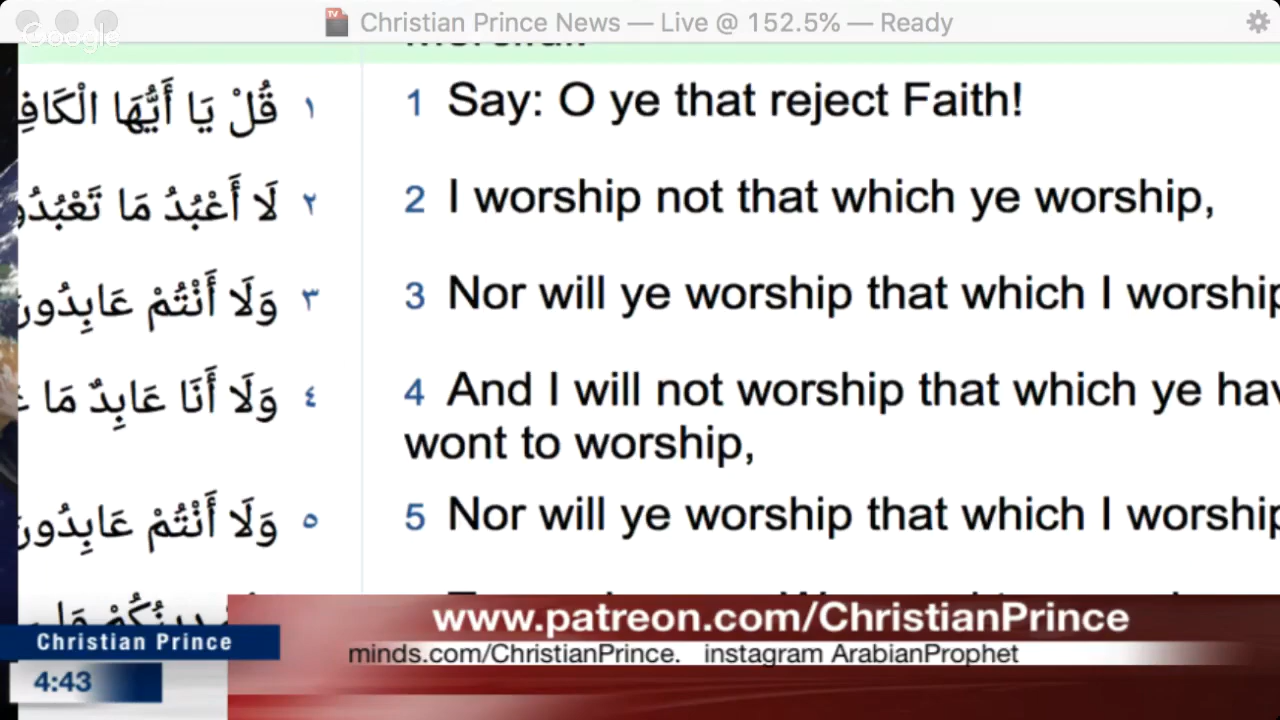 Christian Prince News — Live @ 152.5% — Ready
Google
١ قُلْ يَا أَيُّهَا
1 Say: O ye that reject Faith!
٢ لَا أَعْبُدُ مَا
2 I worship not that which ye worship,
٣ وَلَا أَنْتُمْ
3 Nor will ye worship that which I worship
٤ وَلَا أَنَا عَابِدٌ مَا
4 And I will not worship that which ye
wont to worship,
٥ وَلَا أَنْتُمْ
5 Nor will ye worship that which I worship
www.patreon.com/ChristianPrince
Christian Prince
minds.com/ChristianPrince. instagram ArabianProphet
4:43